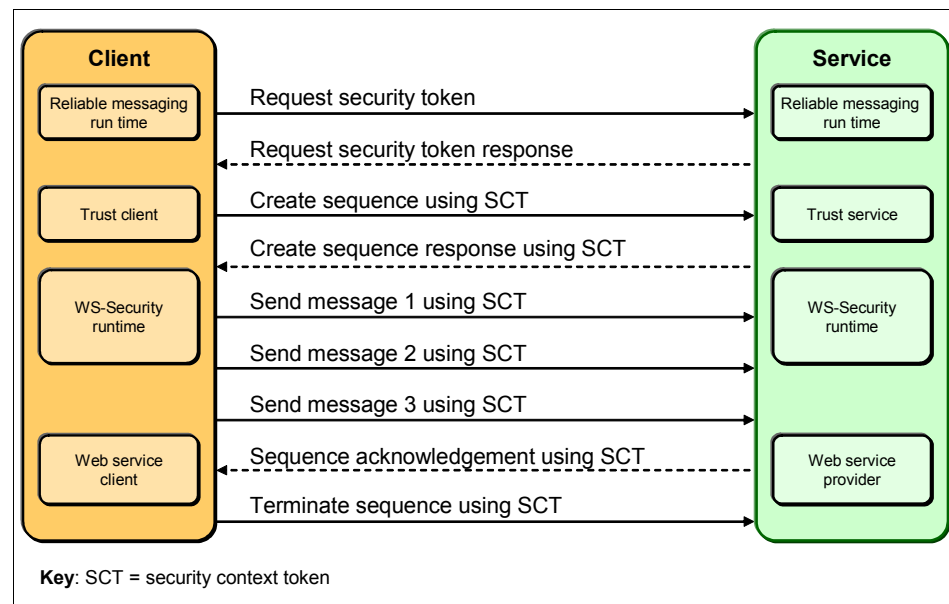 Client
Service
Reliable messaging
run time
Request security token
Reliable messaging
run time
Request security token response
Trust client
Create sequence using SCT
Trust service
Create sequence response using SCT
WS-Security
runtime
Send message 1 using SCT
WS-Security
runtime
Send message 2 using SCT
Send message 3 using SCT
Web service
client
Sequence acknowledgement using SCT
Web service
provider
Terminate sequence using SCT
Key: SCT = security context token